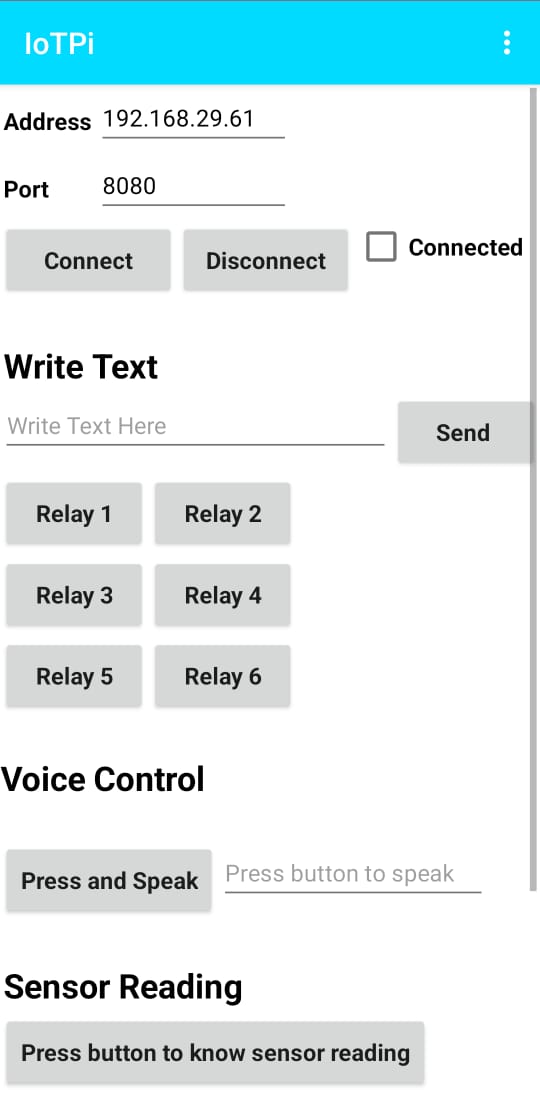 IoTPi
Address 192.168.29.61
Port 8080
Connect Disconnect Connected
Write Text
Write Text Here Send
Relay 1 Relay 2
Relay 3 Relay 4
Relay 5 Relay 6
Voice Control
Press and Speak Press button to speak
Sensor Reading
Press button to know sensor reading